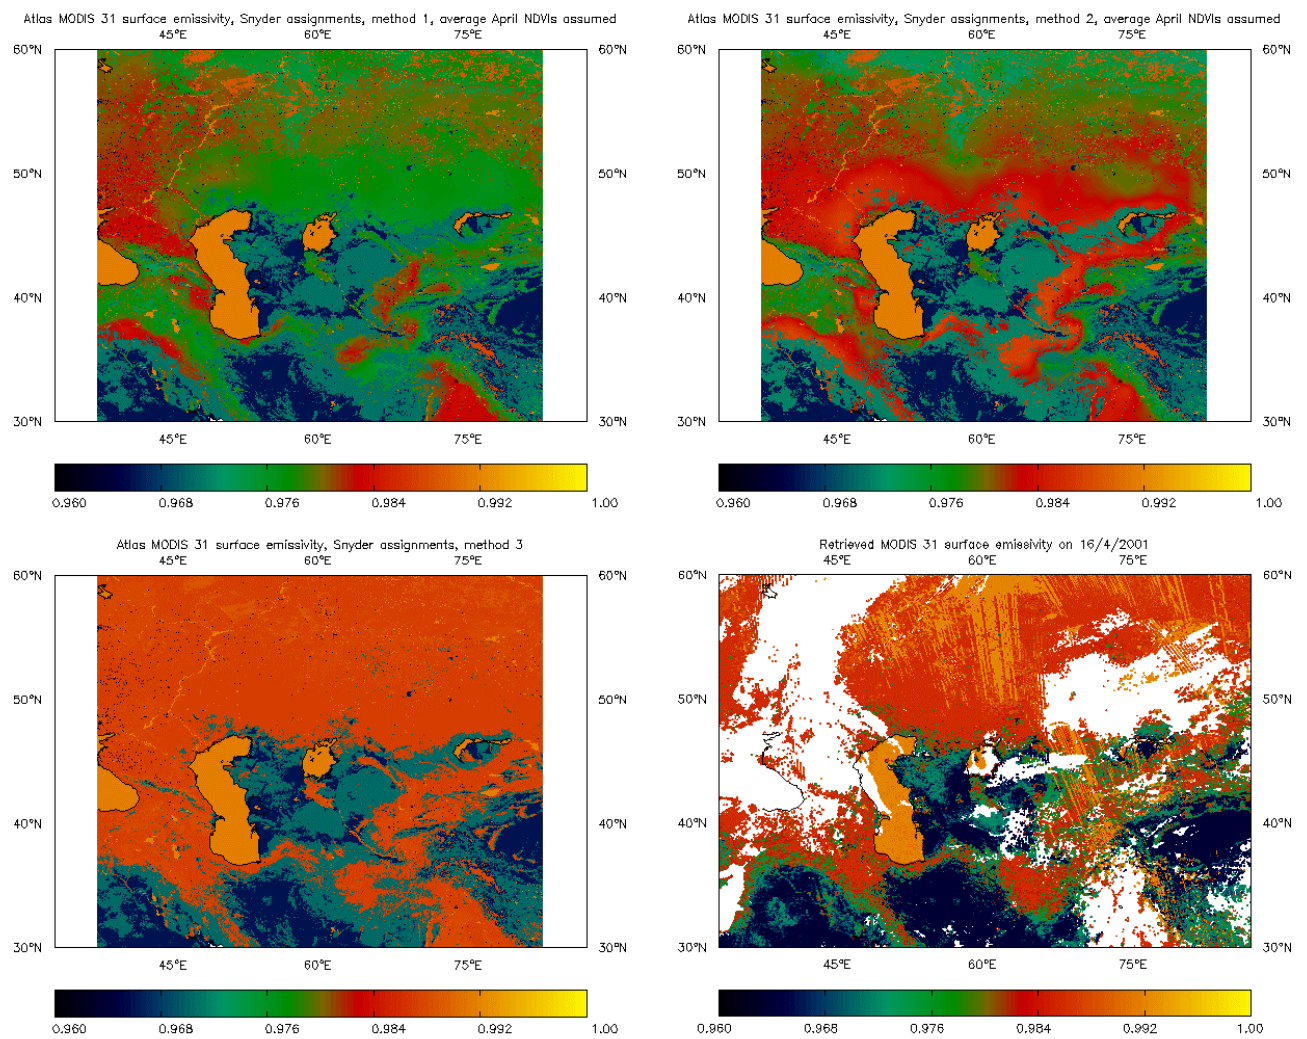 Atlas MODIS 31 surface emissivity, Snyder assignments, method 1, average April NDVIs assumed
45°E 60°E 75°E
60°N 60°N
50°N 50°N
40°N 40°N
30°N 30°N
45°E 60°E 75°E
0.960 0.968 0.976 0.984 0.992 1.00
Atlas MODIS 31 surface emissivity, Snyder assignments, method 2, average April NDVIs assumed
45°E 60°E 75°E
60°N 60°N
50°N 50°N
40°N 40°N
30°N 30°N
45°E 60°E 75°E
0.960 0.968 0.976 0.984 0.992 1.00
Atlas MODIS 31 surface emissivity, Snyder assignments, method 3
45°E 60°E 75°E
60°N 60°N
50°N 50°N
40°N 40°N
30°N 30°N
45°E 60°E 75°E
0.960 0.968 0.976 0.984 0.992 1.00
Retrieved MODIS 31 surface emissivity on 16/4/2001
45°E 60°E 75°E
60°N 60°N
50°N 50°N
40°N 40°N
30°N 30°N
45°E 60°E 75°E
0.960 0.968 0.976 0.984 0.992 1.00